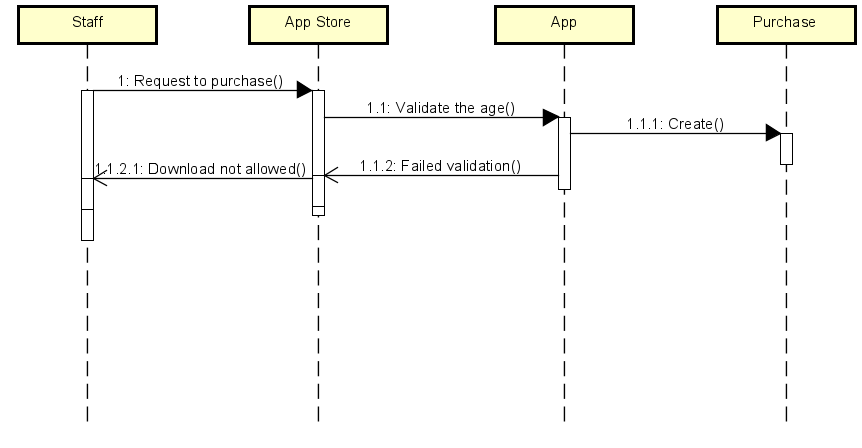 Staff
App Store
App
Purchase
1: Request to purchase()
1.1: Validate the age()
1.1.1: Create()
1.1.2: Failed validation()
1.1.2.1: Download not allowed()